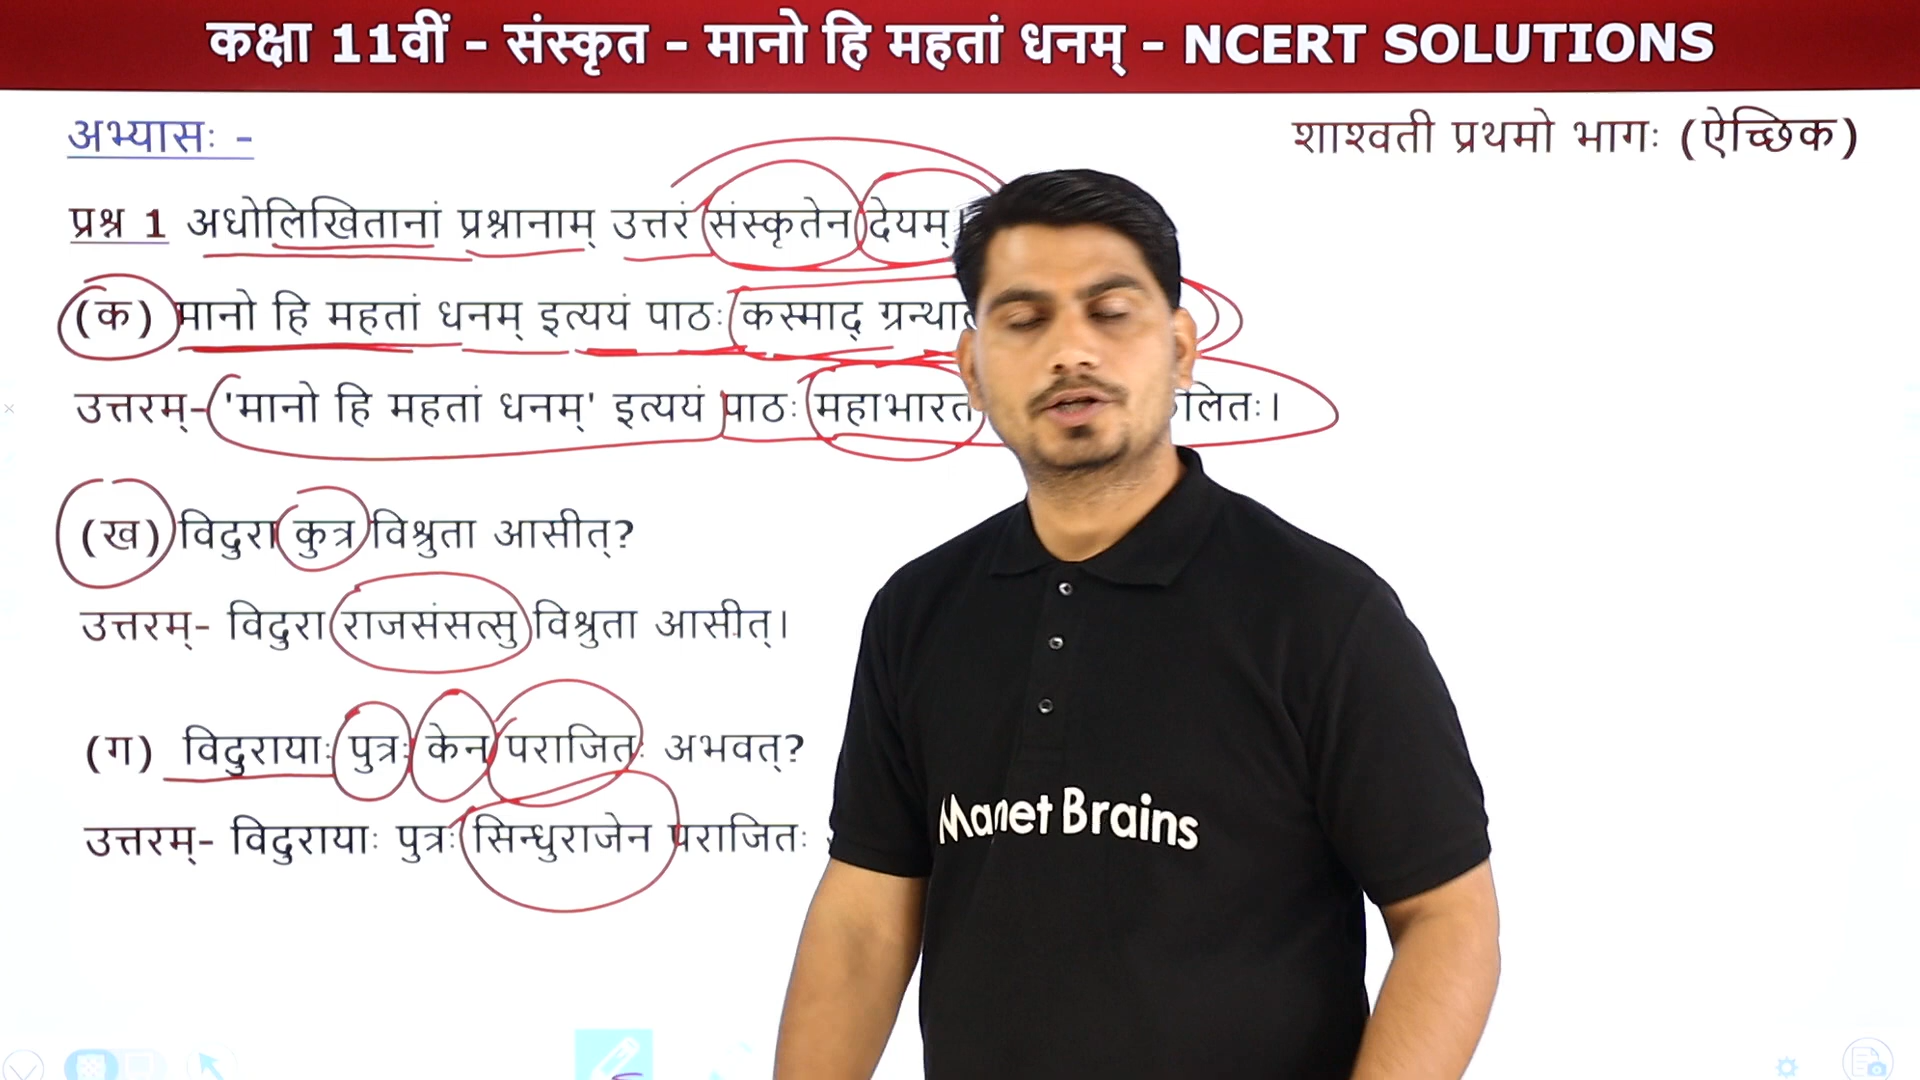 कक्षा 11वीं - संस्कृत - मानो हि महतां धनम् - NCERT SOLUTIONS
अभ्यासः -
शाश्वती प्रथमो भागः (ऐच्छिक)
प्रश्न 1 अधोलिखितानां प्रश्नानाम् उत्तरं संस्कृतेन देयम्।
(क) मानो हि महतां धनम् इत्ययं पाठः कस्माद्
उत्तरम्- 'मानो हि महतां धनम्' इत्ययं पाठः महाभारत
(ख) विदुरा कुत्र विश्रुता आसीत्?
उत्तरम्- विदुरा राजसंसत्सु विश्रुता आसीत्।
(ग) विदुरायाः पुत्रः केन पराजितः अभवत्?
उत्तरम्- विदुरायाः पुत्रः सिन्धुराजेन पराजितः
Magnet Brains